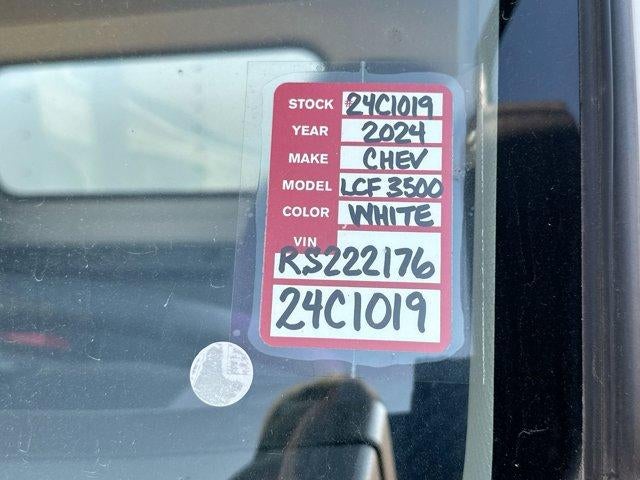 STOCK #24C1019
YEAR 2024
MAKE CHEV
MODEL LCF 3500
COLOR WHITE
VIN
RS222176
24C1019